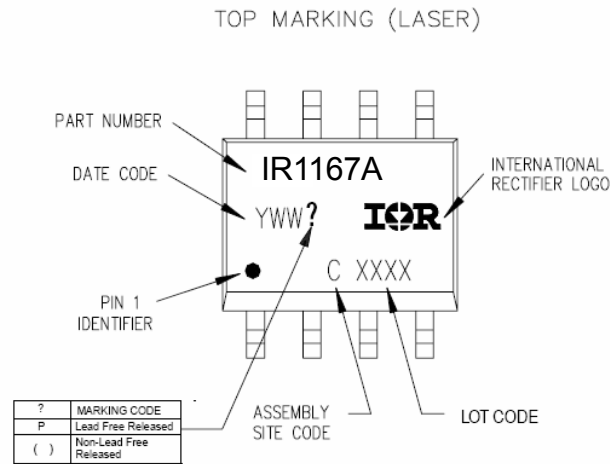 TOP MARKING (LASER)
PART NUMBER
IR1167A
DATE CODE
YWW?
IOR
INTERNATIONAL
RECTIFIER LOGO
PIN 1
IDENTIFIER
C XXXX
? MARKING CODE
P Lead Free Released
( ) Non-Lead Free
Released
ASSEMBLY
SITE CODE
LOT CODE